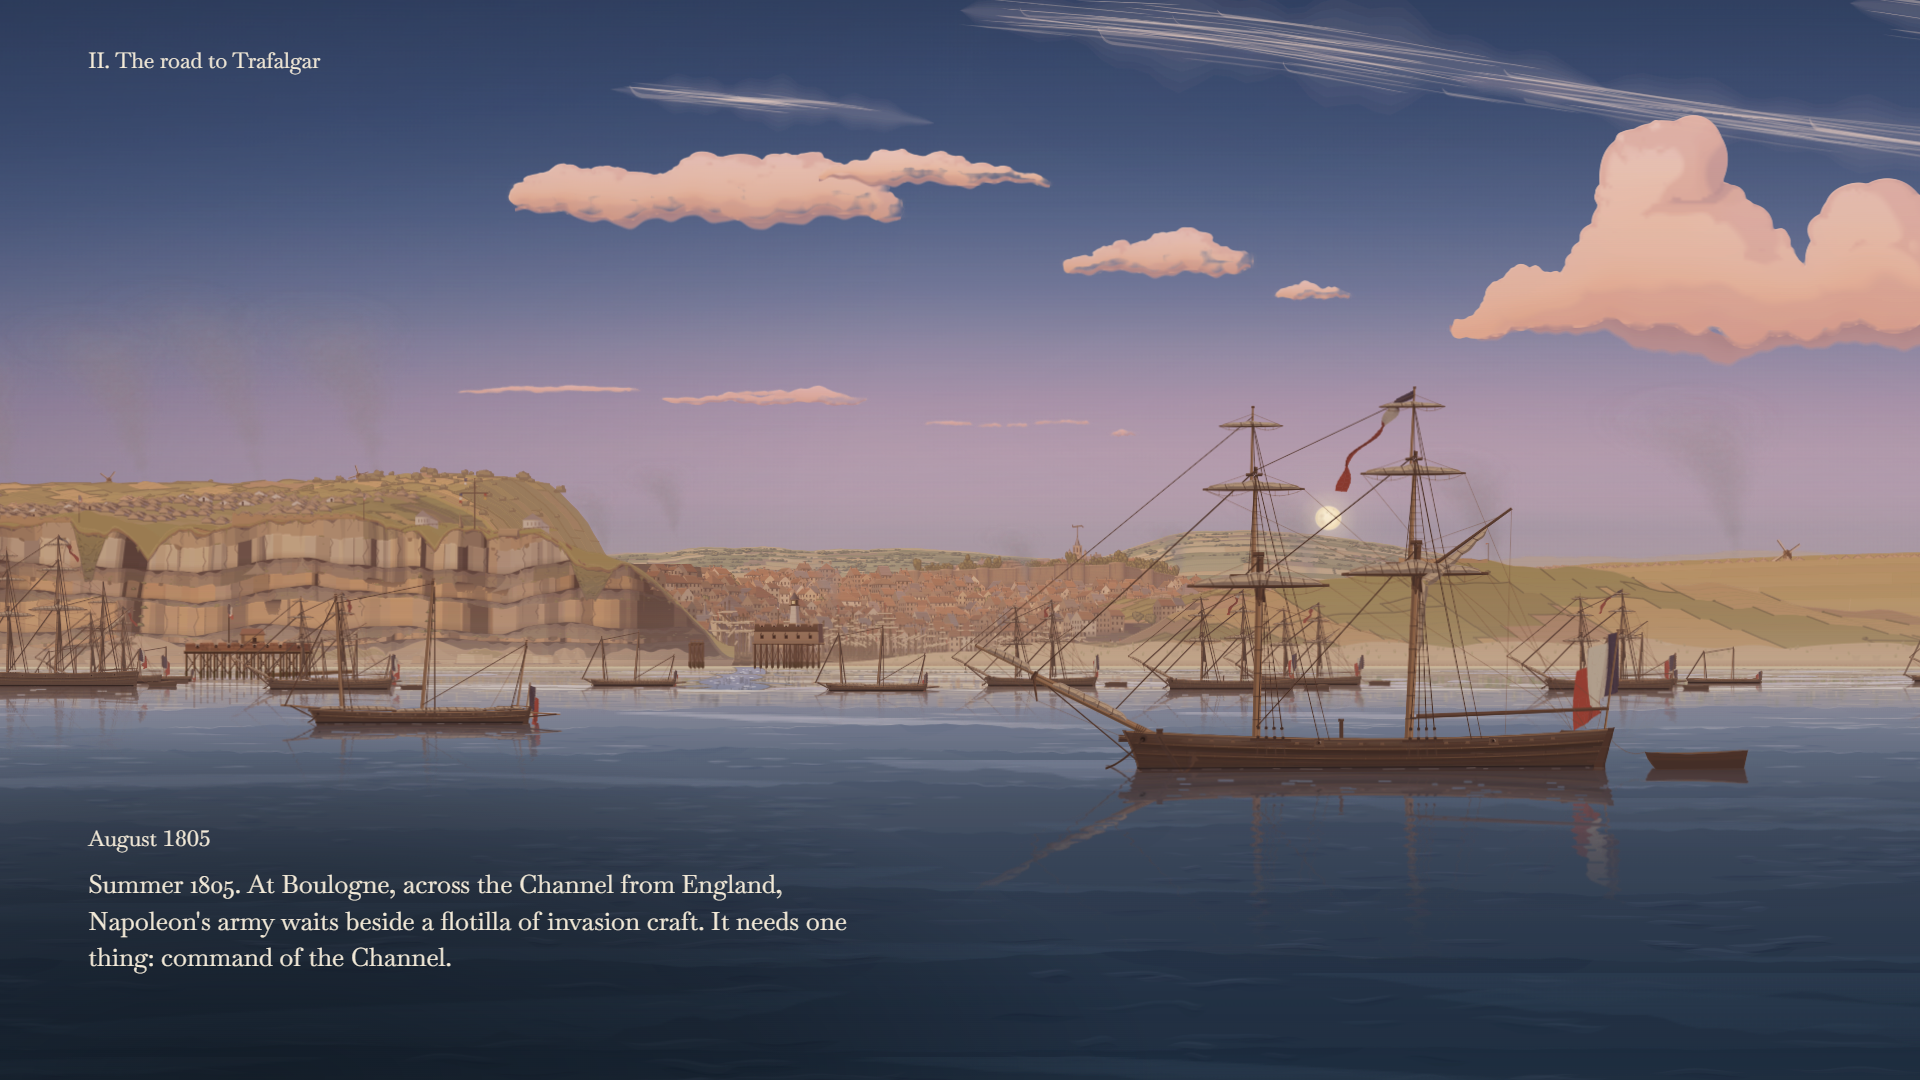 II. The road to Trafalgar
August 1805
Summer 1805. At Boulogne, across the Channel from England,
Napoleon's army waits beside a flotilla of invasion craft. It needs one
thing: command of the Channel.